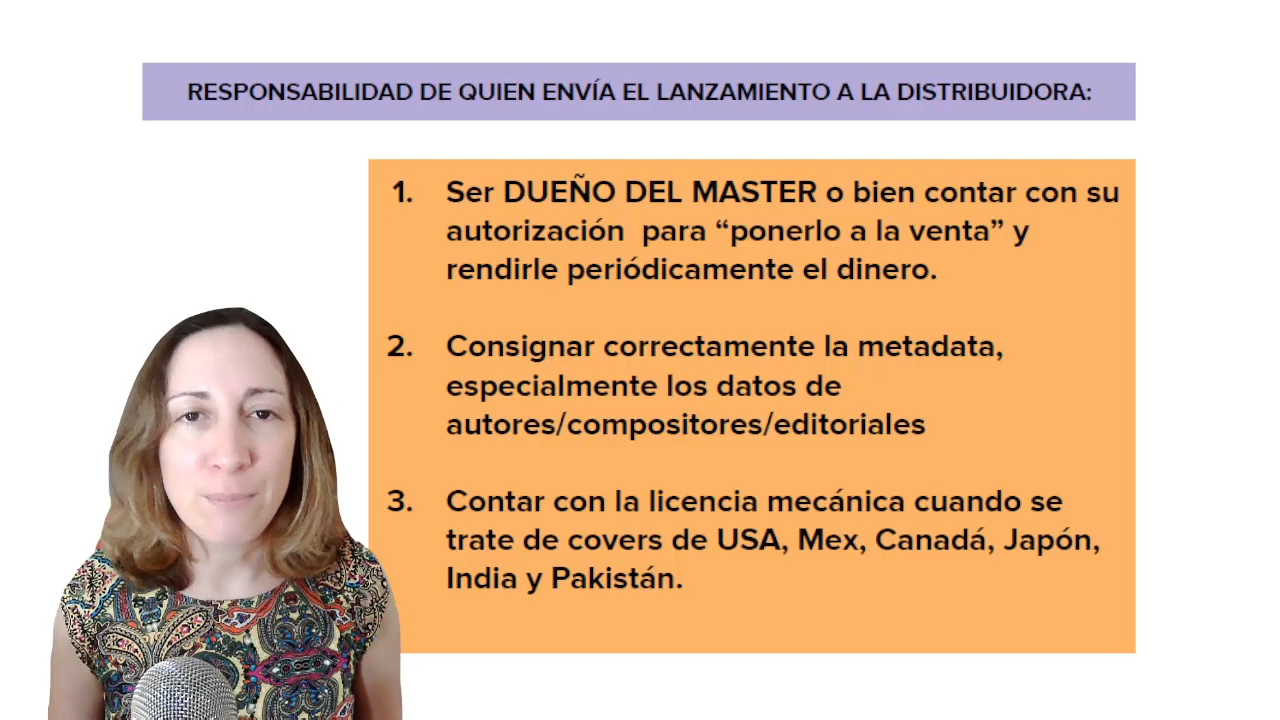 RESPONSABILIDAD DE QUIEN ENVÍA EL LANZAMIENTO A LA DISTRIBUIDORA:
1. Ser DUEÑO DEL MASTER o bien contar con su
autorización para “ponerlo a la venta” y
rendirle periódicamente el dinero.
2. Consignar correctamente la metadata,
especialmente los datos de
autores/compositores/editoriales
3. Contar con la licencia mecánica cuando se
trate de covers de USA, Mex, Canadá, Japón,
India y Pakistán.